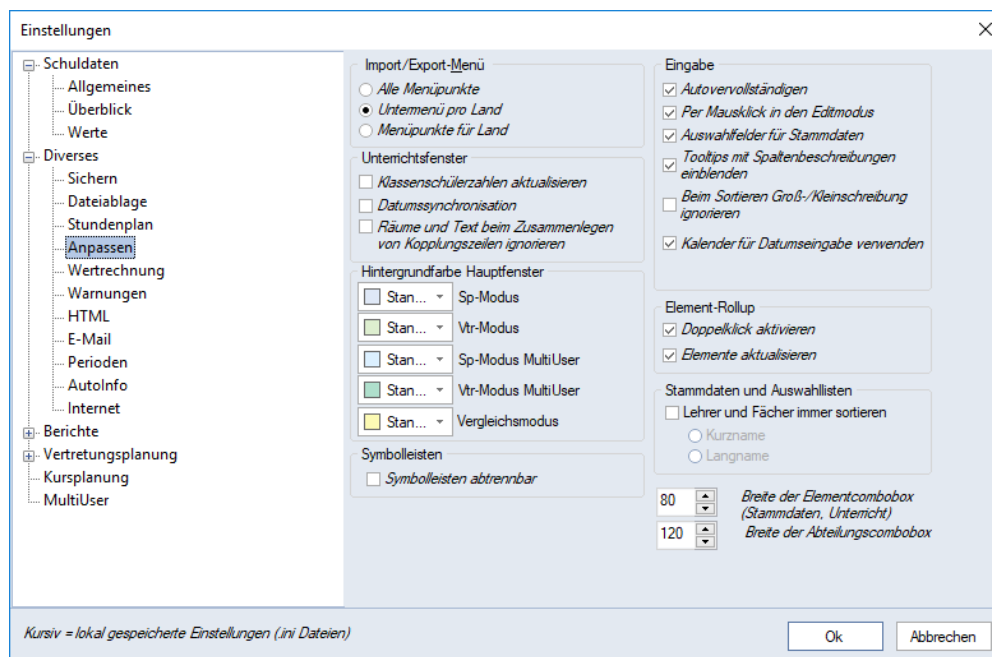 Einstellungen
Schuldaten
Allgemeines
Überblick
Werte
Diverses
Sichern
Dateiablage
Stundenplan
Anpassen
Wertrechnung
Warnungen
HTML
E-Mail
Perioden
AutoInfo
Internet
Berichte
Vertretungsplanung
Kursplanung
MultiUser
Import/Export-Menü
Alle Menüpunkte
Untermenü pro Land
Menüpunkte für Land
Unterrichtsfenster
Klassenschülerzahlen aktualisieren
Datumssynchronisation
Räume und Text beim Zusammenlegen
von Kopplungszeilen ignorieren
Hintergrundfarbe Hauptfenster
Stan... Sp-Modus
Stan... Vtr-Modus
Stan... Sp-Modus MultiUser
Stan... Vtr-Modus MultiUser
Stan... Vergleichsmodus
Symbolleisten
Symbolleisten abtrennbar
Eingabe
Autovervollständigen
Per Mausklick in den Editmodus
Auswahlfelder für Stammdaten
Tooltips mit Spaltenbeschreibungen
einblenden
Beim Sortieren Groß-/Kleinschreibung
ignorieren
Kalender für Datumseingabe verwenden
Element-Rollup
Doppelklick aktivieren
Elemente aktualisieren
Stammdaten und Auswahllisten
Lehrer und Fächer immer sortieren
Kurzname
Langname
80 Breite der Elementcombobox
(Stammdaten, Unterricht)
120 Breite der Abteilungscombobox
Kursiv = lokal gespeicherte Einstellungen (.ini Dateien)
Ok
Abbrechen